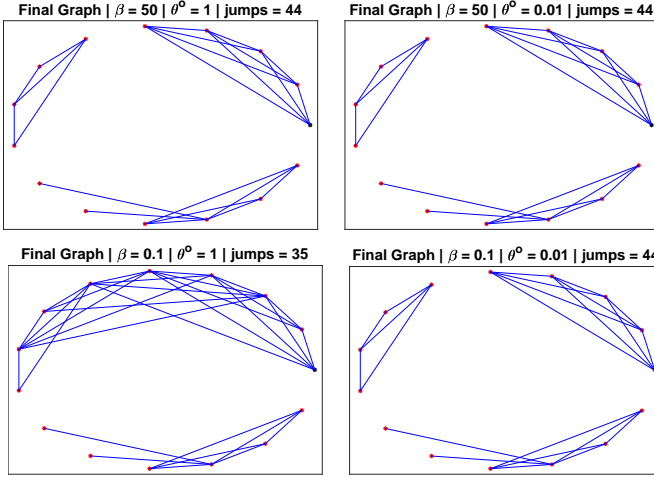 Final Graph | β = 50 | θ° = 1 | jumps = 44
Final Graph | β = 50 | θ° = 0.01 | jumps = 44
Final Graph | β = 0.1 | θ° = 1 | jumps = 35
Final Graph | β = 0.1 | θ° = 0.01 | jumps = 44